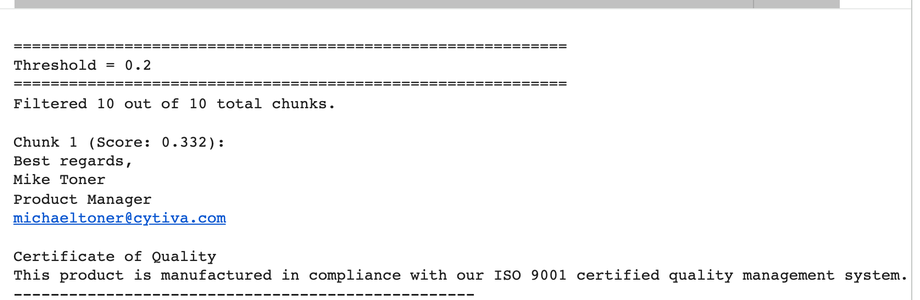 ============================================================
Threshold = 0.2
============================================================
Filtered 10 out of 10 total chunks.
Chunk 1 (Score: 0.332):
Best regards,
Mike Toner
Product Manager
michaeltoner@cytiva.com
Certificate of Quality
This product is manufactured in compliance with our ISO 9001 certified quality management system.
--------------------------------------------------